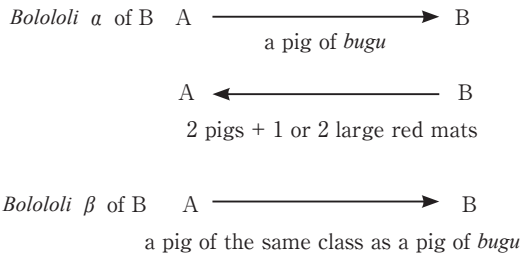 Bolololi α of B A B
a pig of bugu
A B
2 pigs + 1 or 2 large red mats
Bolololi β of B A B
a pig of the same class as a pig of bugu